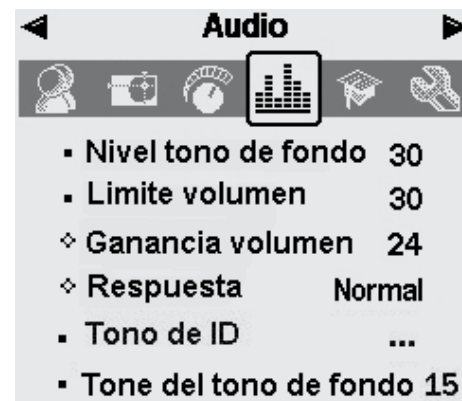 Audio
Nivel tono de fondo 30
Limite volumen 30
Ganancia volumen 24
Respuesta Normal
Tono de ID ...
Tone del tono de fondo 15